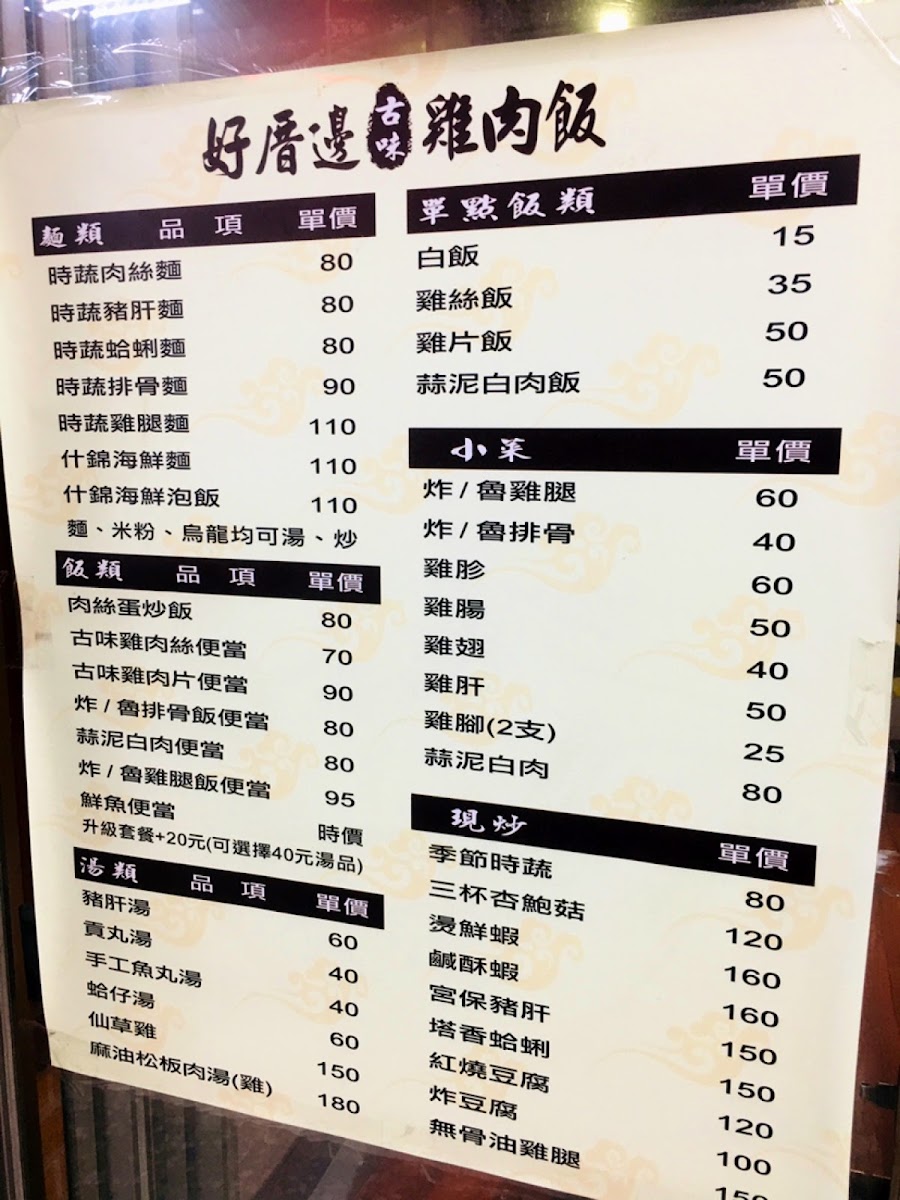 好厝邊古味雞肉飯
麵類 品項 單價
時蔬肉絲麵 80
時蔬豬肝麵 80
時蔬蛤蜊麵 80
時蔬排骨麵 90
時蔬雞腿麵 110
什錦海鮮麵 110
什錦海鮮泡飯 110
麵、米粉、烏龍均可湯、炒
飯類 品項 單價
肉絲蛋炒飯 80
古味雞肉絲便當 70
古味雞肉片便當 90
炸/魯排骨飯便當 80
蒜泥白肉便當 80
炸/魯雞腿飯便當 95
鮮魚便當 時價
升級套餐+20元(可選擇40元湯品)
湯類 品項 單價
豬肝湯 60
貢丸湯 40
手工魚丸湯 40
蛤仔湯 60
仙草雞 150
麻油松板肉湯(雞) 180
單點飯類 單價
白飯 15
雞絲飯 35
雞片飯 50
蒜泥白肉飯 50
小菜 單價
炸/魯雞腿 60
炸/魯排骨 40
雞胗 60
雞腸 50
雞翅 40
雞肝 50
雞腳(2支) 25
蒜泥白肉 80
現炒 單價
季節時蔬 80
三杯杏鮑菇 120
燙鮮蝦 160
鹹酥蝦 160
宮保豬肝 150
塔香蛤蜊 150
紅燒豆腐 120
炸豆腐 100
無骨油雞腿 150